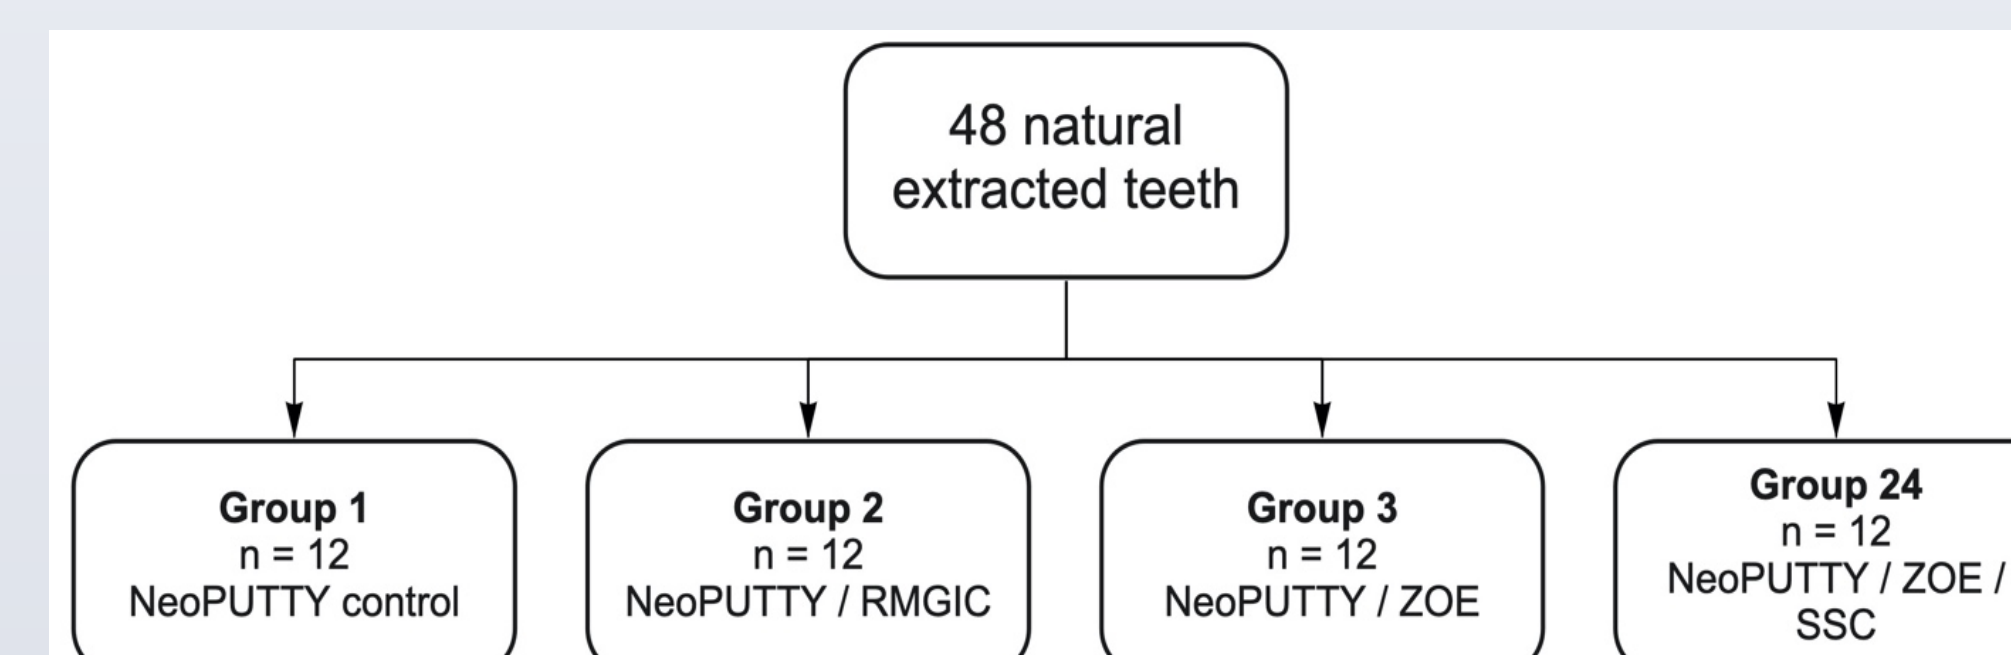 48 natural
extracted teeth
Group 1
n = 12
NeoPUTTY control
Group 2
n = 12
NeoPUTTY / RMGIC
Group 3
n = 12
NeoPUTTY / ZOE
Group 24
n = 12
NeoPUTTY / ZOE /
SSC